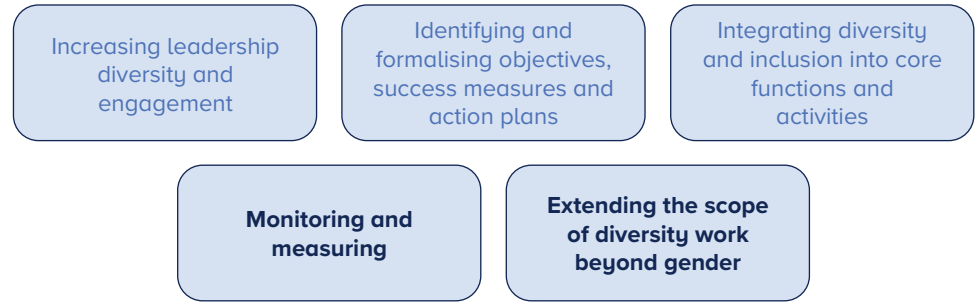 Increasing leadership
diversity and
engagement
Identifying and
formalising objectives,
success measures and
action plans
Integrating diversity
and inclusion into core
functions and
activities
Monitoring and
measuring
Extending the scope
of diversity work
beyond gender